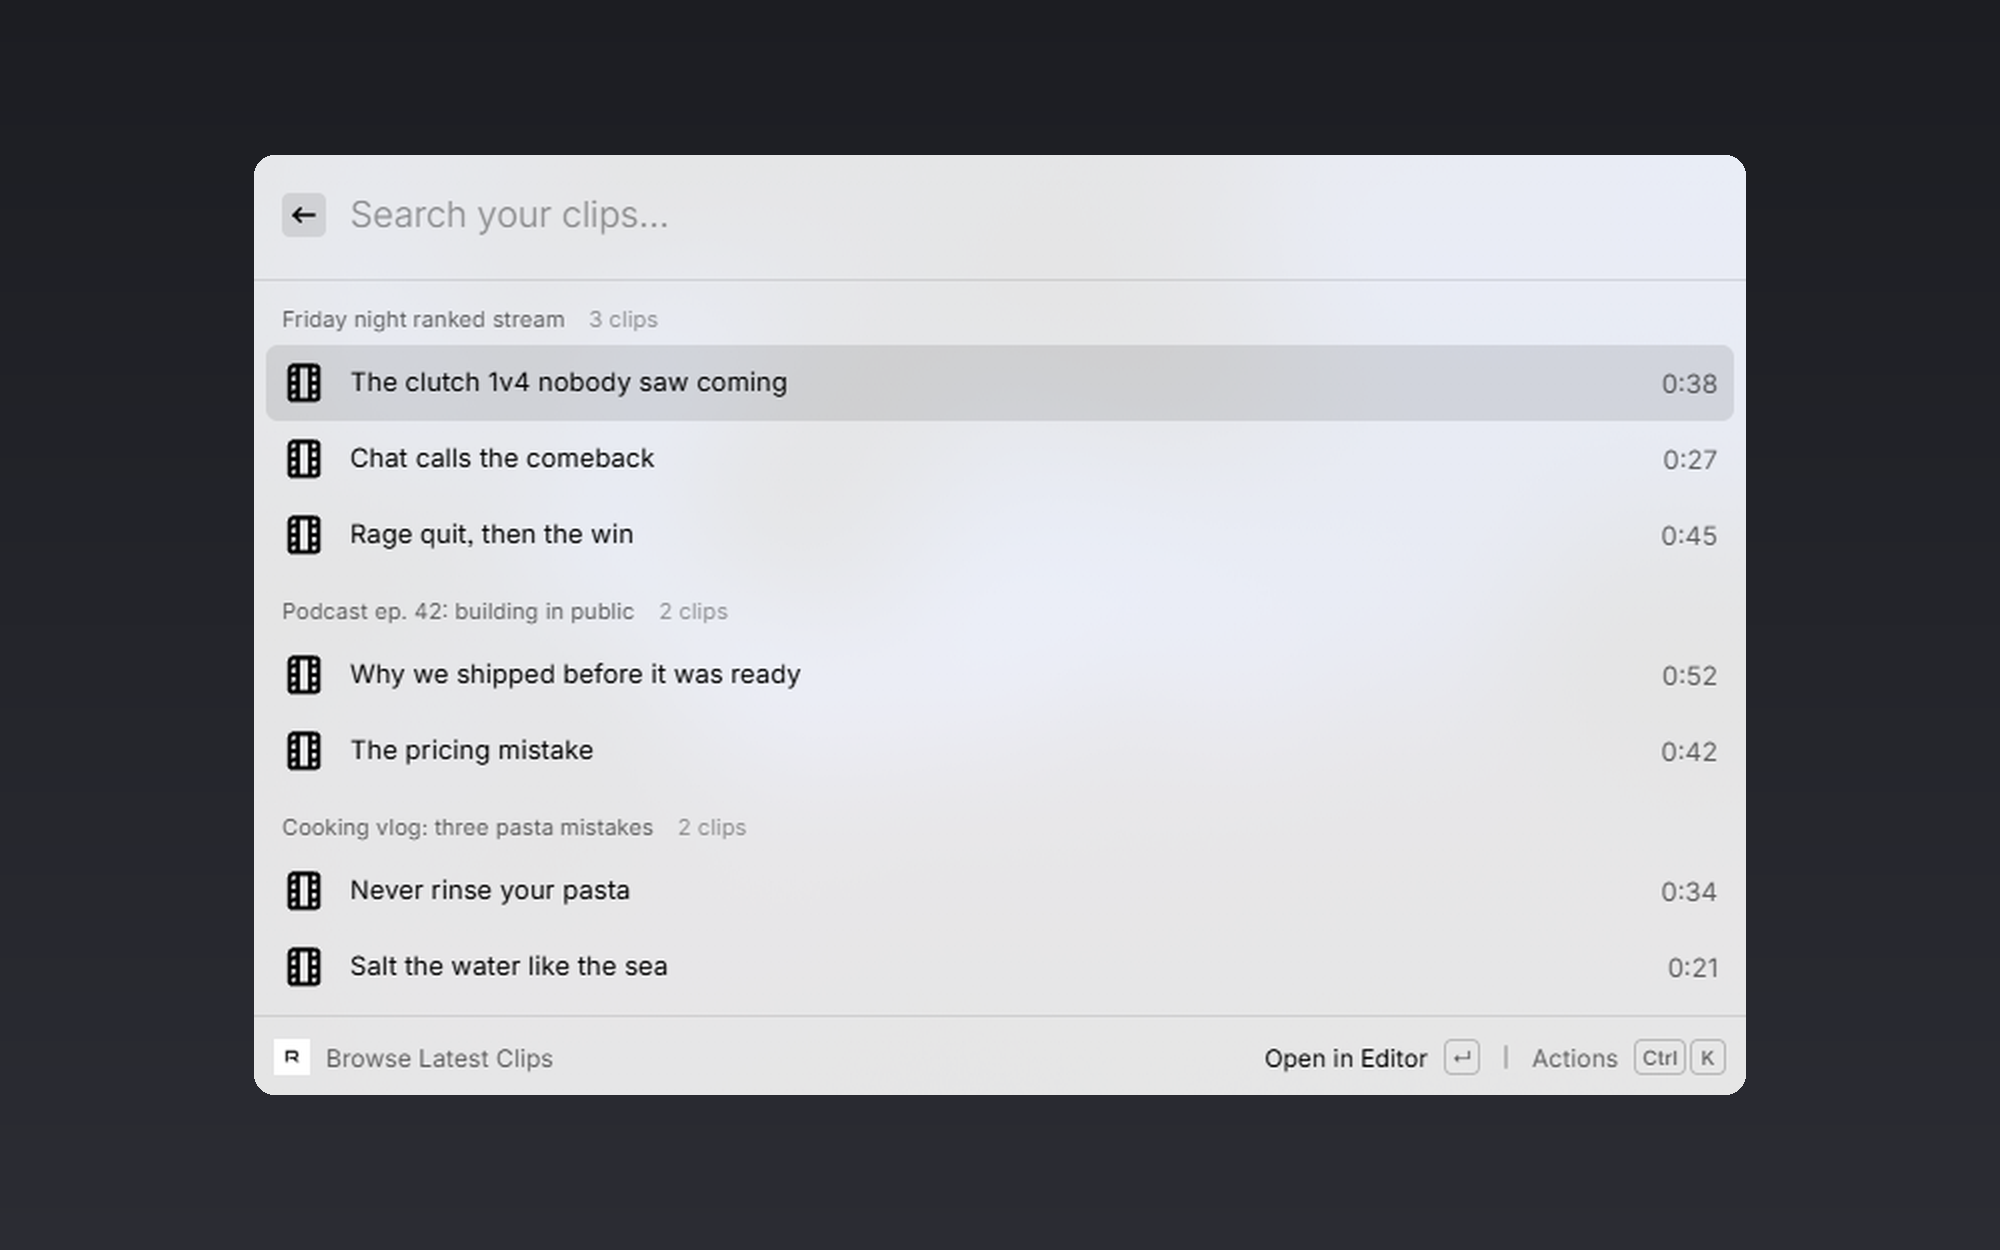 Search your clips...
Friday night ranked stream 3 clips
The clutch 1v4 nobody saw coming 0:38
Chat calls the comeback 0:27
Rage quit, then the win 0:45
Podcast ep. 42: building in public 2 clips
Why we shipped before it was ready 0:52
The pricing mistake 0:42
Cooking vlog: three pasta mistakes 2 clips
Never rinse your pasta 0:34
Salt the water like the sea 0:21
R Browse Latest Clips Open in Editor ↵ | Actions Ctrl K